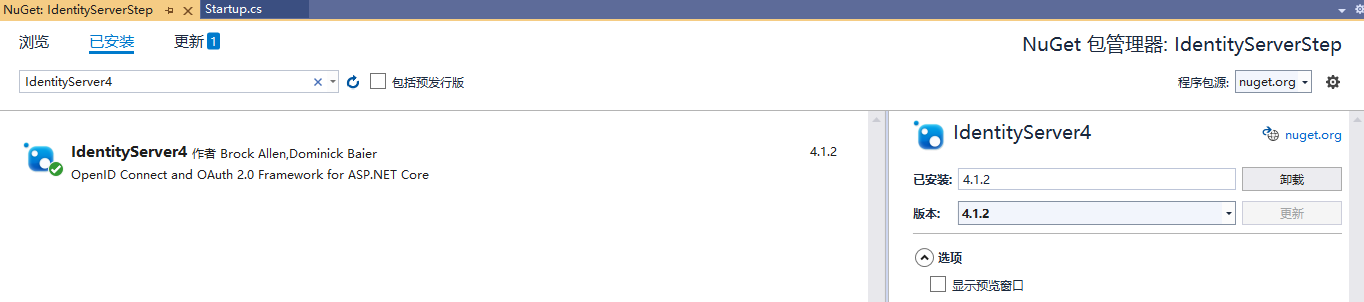 NuGet: IdentityServerStep Startup.cs
浏览 已安装 更新 1
NuGet 包管理器: IdentityServerStep
IdentityServer4 包括预发行版
程序包源: nuget.org
IdentityServer4 作者 Brock Allen,Dominick Baier 4.1.2
OpenID Connect and OAuth 2.0 Framework for ASP.NET Core
IdentityServer4 nuget.org
已安装: 4.1.2 卸载
版本: 4.1.2 更新
选项
显示预览窗口